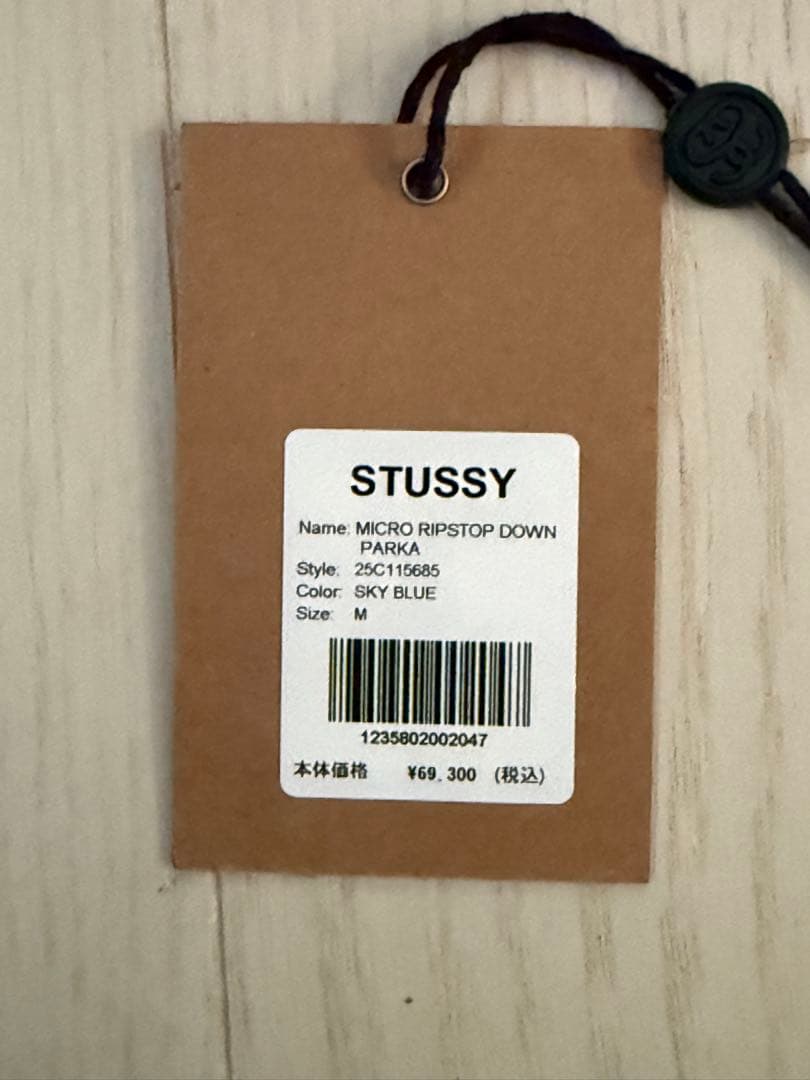 STUSSY
Name: MICRO RIPSTOP DOWN
PARKA
Style: 25C115685
Color: SKY BLUE
Size: M
1235802002047
本体価格 ¥69,300 (税込)